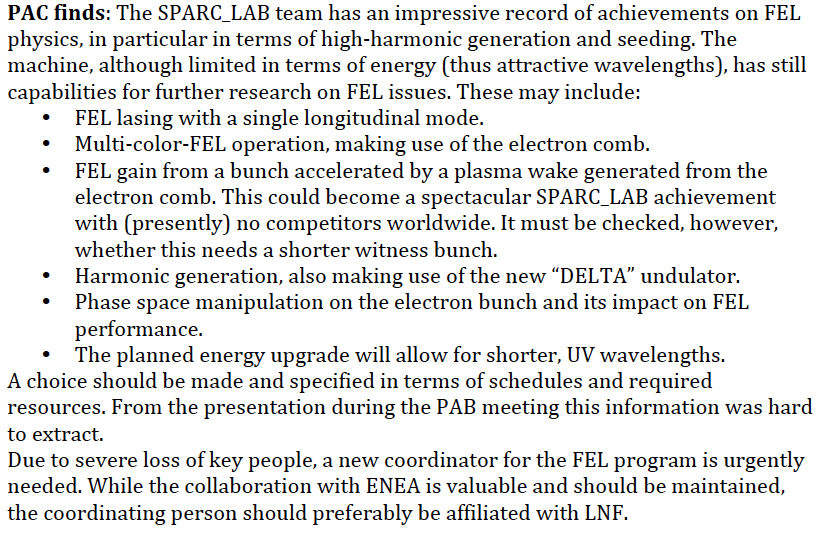 PAC finds: The SPARC_LAB team has an impressive record of achievements on FEL
physics, in particular in terms of high-harmonic generation and seeding. The
machine, although limited in terms of energy (thus attractive wavelengths), has still
capabilities for further research on FEL issues. These may include:
• FEL lasing with a single longitudinal mode.
• Multi-color-FEL operation, making use of the electron comb.
• FEL gain from a bunch accelerated by a plasma wake generated from the
electron comb. This could become a spectacular SPARC_LAB achievement
with (presently) no competitors worldwide. It must be checked, however,
whether this needs a shorter witness bunch.
• Harmonic generation, also making use of the new “DELTA” undulator.
• Phase space manipulation on the electron bunch and its impact on FEL
performance.
• The planned energy upgrade will allow for shorter, UV wavelengths.
A choice should be made and specified in terms of schedules and required
resources. From the presentation during the PAB meeting this information was hard
to extract.
Due to severe loss of key people, a new coordinator for the FEL program is urgently
needed. While the collaboration with ENEA is valuable and should be maintained,
the coordinating person should preferably be affiliated with LNF.